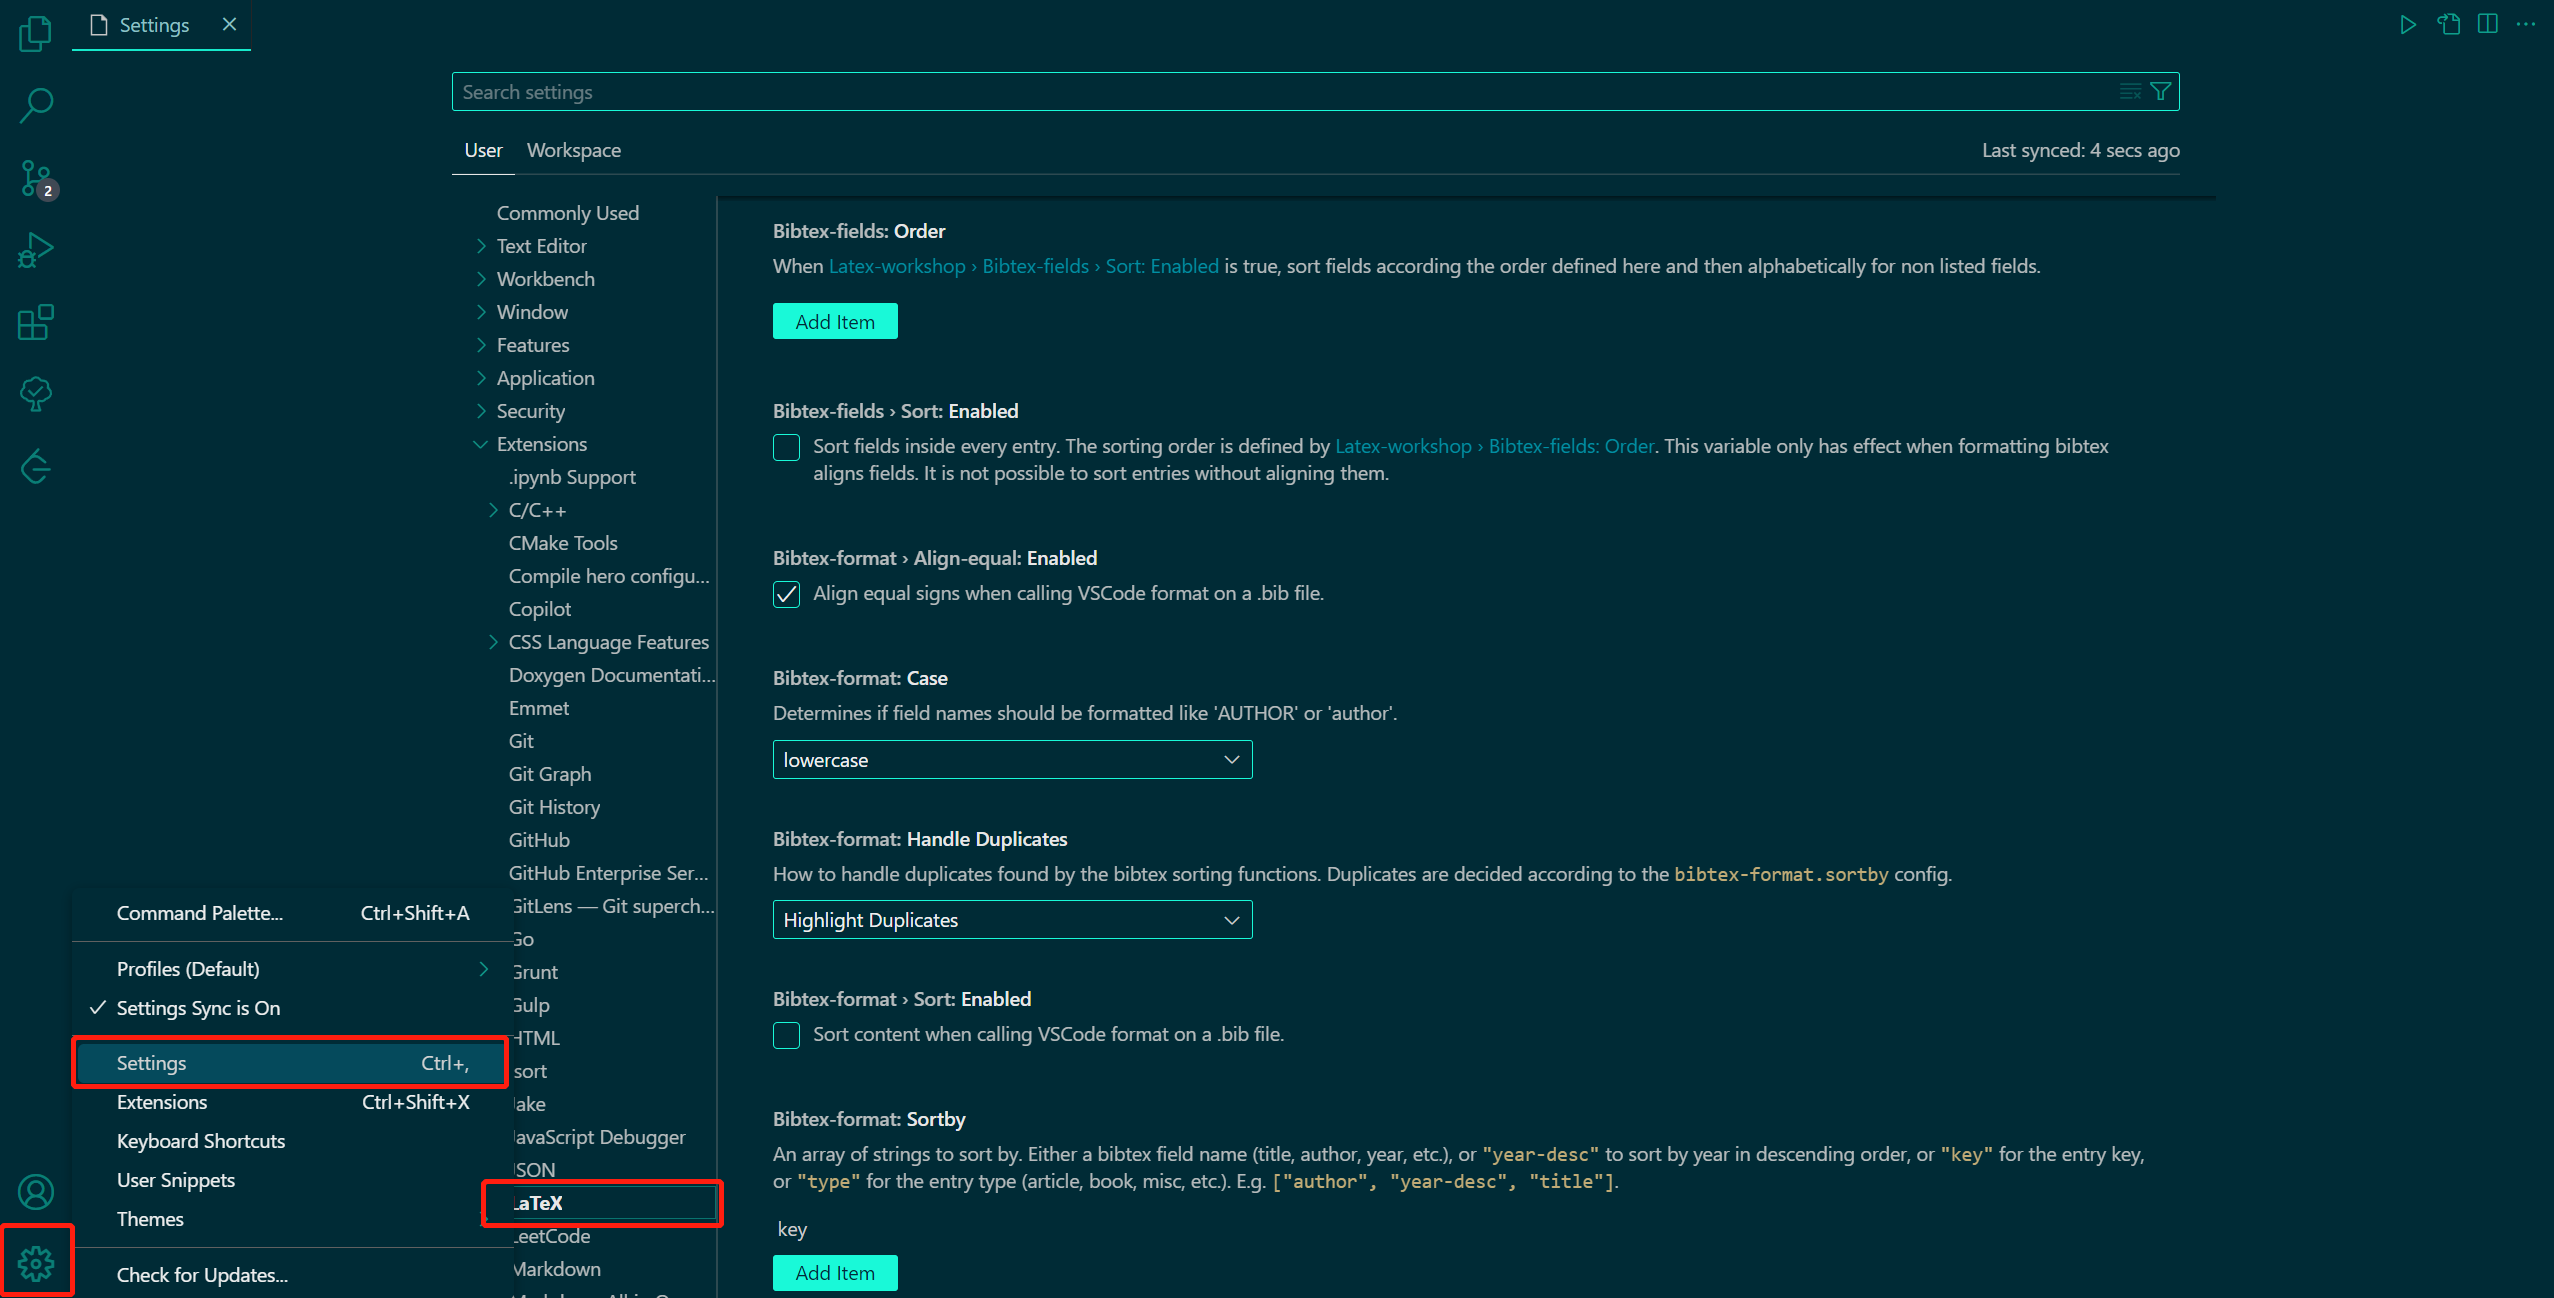 Settings
Search settings
User
Workspace
Last synced: 4 secs ago
2
Commonly Used
Text Editor
Workbench
Window
Features
Application
Security
Extensions
.ipynb Support
C/C++
CMake Tools
Compile hero configu...
Copilot
CSS Language Features
Doxygen Documentati...
Emmet
Git
Git Graph
Git History
GitHub
GitHub Enterprise Ser...
GitLens — Git superch...
Go
Grunt
Gulp
HTML
sort
Jake
JavaScript Debugger
JSON
LaTeX
LeetCode
Markdown
Bibtex-fields: Order
When Latex-workshop › Bibtex-fields › Sort: Enabled is true, sort fields according the order defined here and then alphabetically for non listed fields.
Add Item
Bibtex-fields › Sort: Enabled
Sort fields inside every entry. The sorting order is defined by Latex-workshop › Bibtex-fields: Order. This variable only has effect when formatting bibtex
aligns fields. It is not possible to sort entries without aligning them.
Bibtex-format › Align-equal: Enabled
Align equal signs when calling VSCode format on a .bib file.
Bibtex-format: Case
Determines if field names should be formatted like 'AUTHOR' or 'author'.
lowercase
Bibtex-format: Handle Duplicates
How to handle duplicates found by the bibtex sorting functions. Duplicates are decided according to the bibtex-format.sortby config.
Highlight Duplicates
Bibtex-format › Sort: Enabled
Sort content when calling VSCode format on a .bib file.
Bibtex-format: Sortby
An array of strings to sort by. Either a bibtex field name (title, author, year, etc.), or "year-desc" to sort by year in descending order, or "key" for the entry key,
or "type" for the entry type (article, book, misc, etc.). E.g. ["author", "year-desc", "title"].
key
Add Item
Command Palette... Ctrl+Shift+A
Profiles (Default)
Settings Sync is On
Settings Ctrl+,
Extensions Ctrl+Shift+X
Keyboard Shortcuts
User Snippets
Themes
Check for Updates...